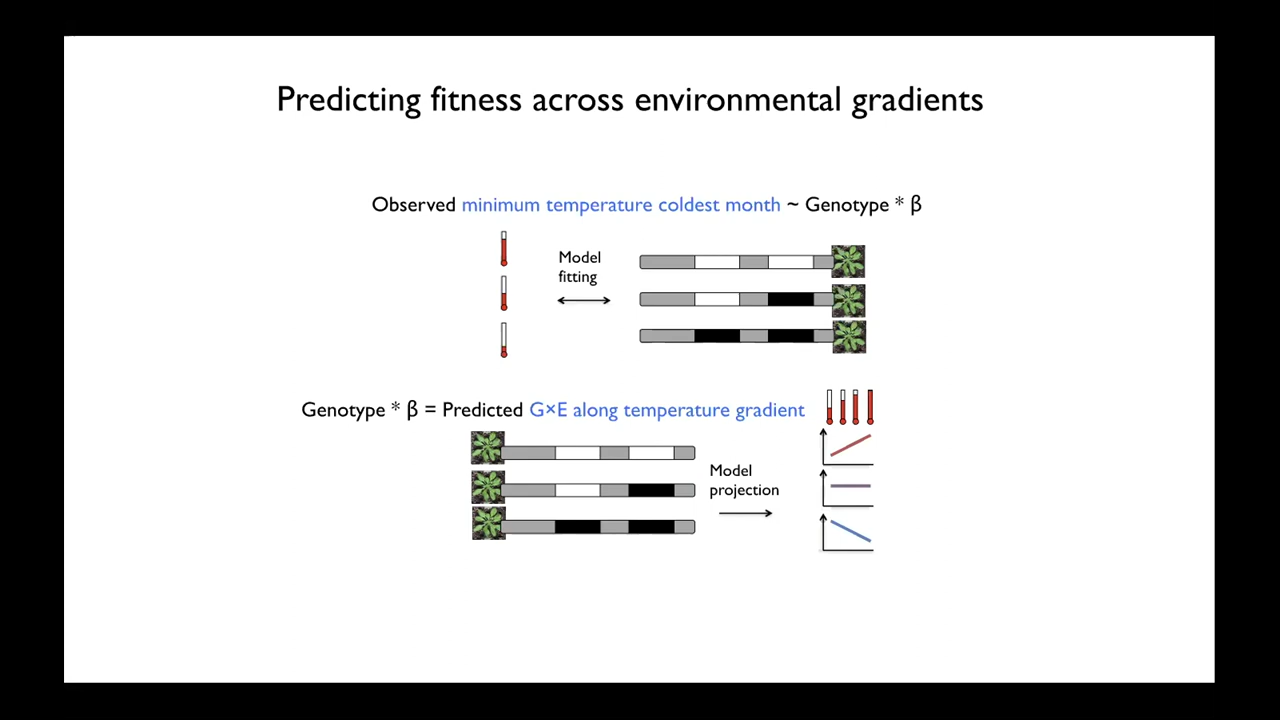 Predicting fitness across environmental gradients
Observed minimum temperature coldest month ~ Genotype * β
Model
fitting
Genotype * β = Predicted G×E along temperature gradient
Model
projection